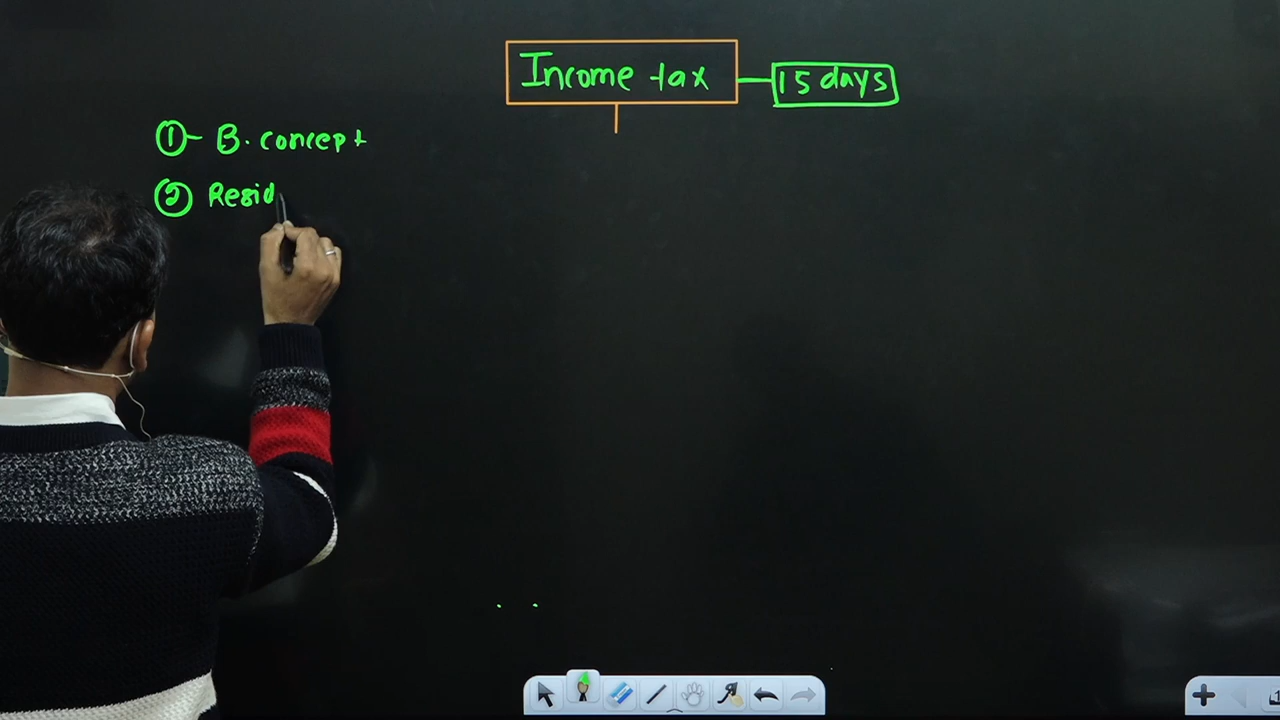 Income tax
15 days
① - B. concept
② Resid